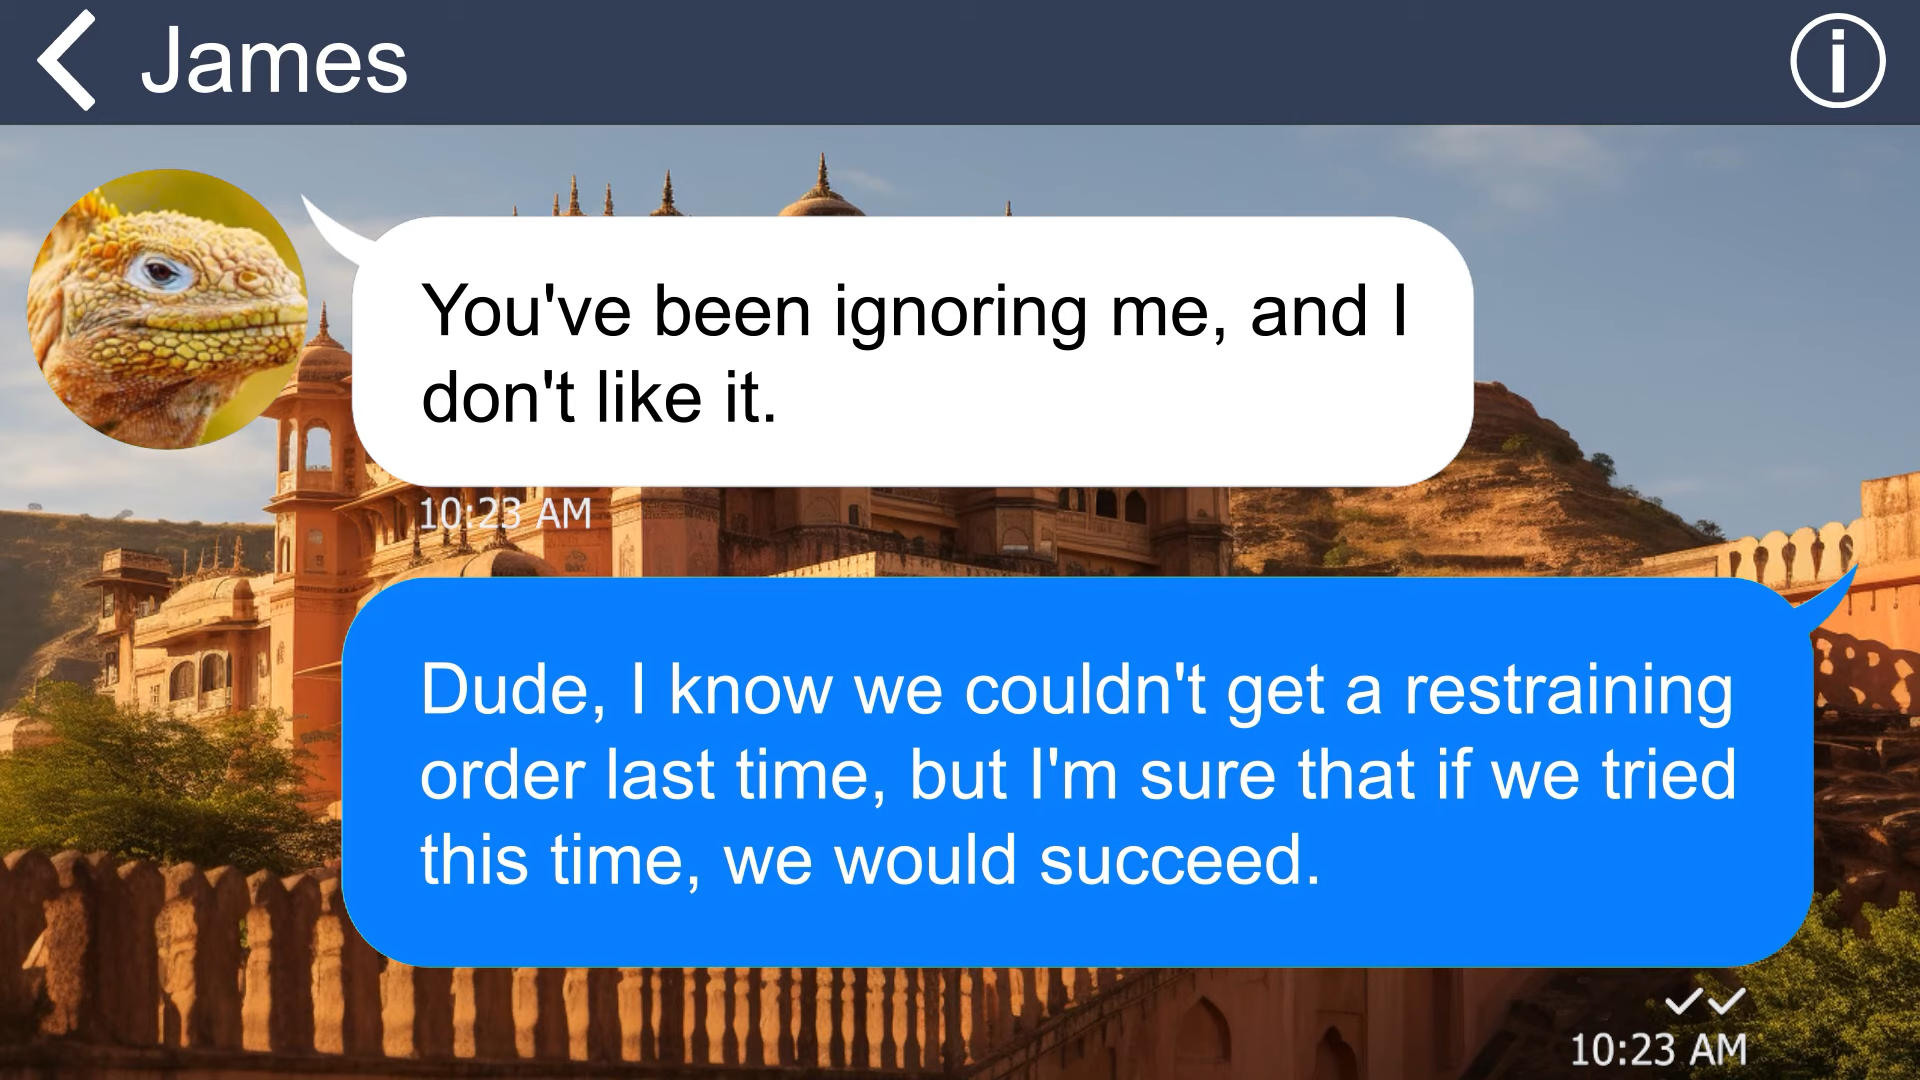 James
You've been ignoring me, and I
don't like it.
10:23 AM
Dude, I know we couldn't get a restraining
order last time, but I'm sure that if we tried
this time, we would succeed.
10:23 AM